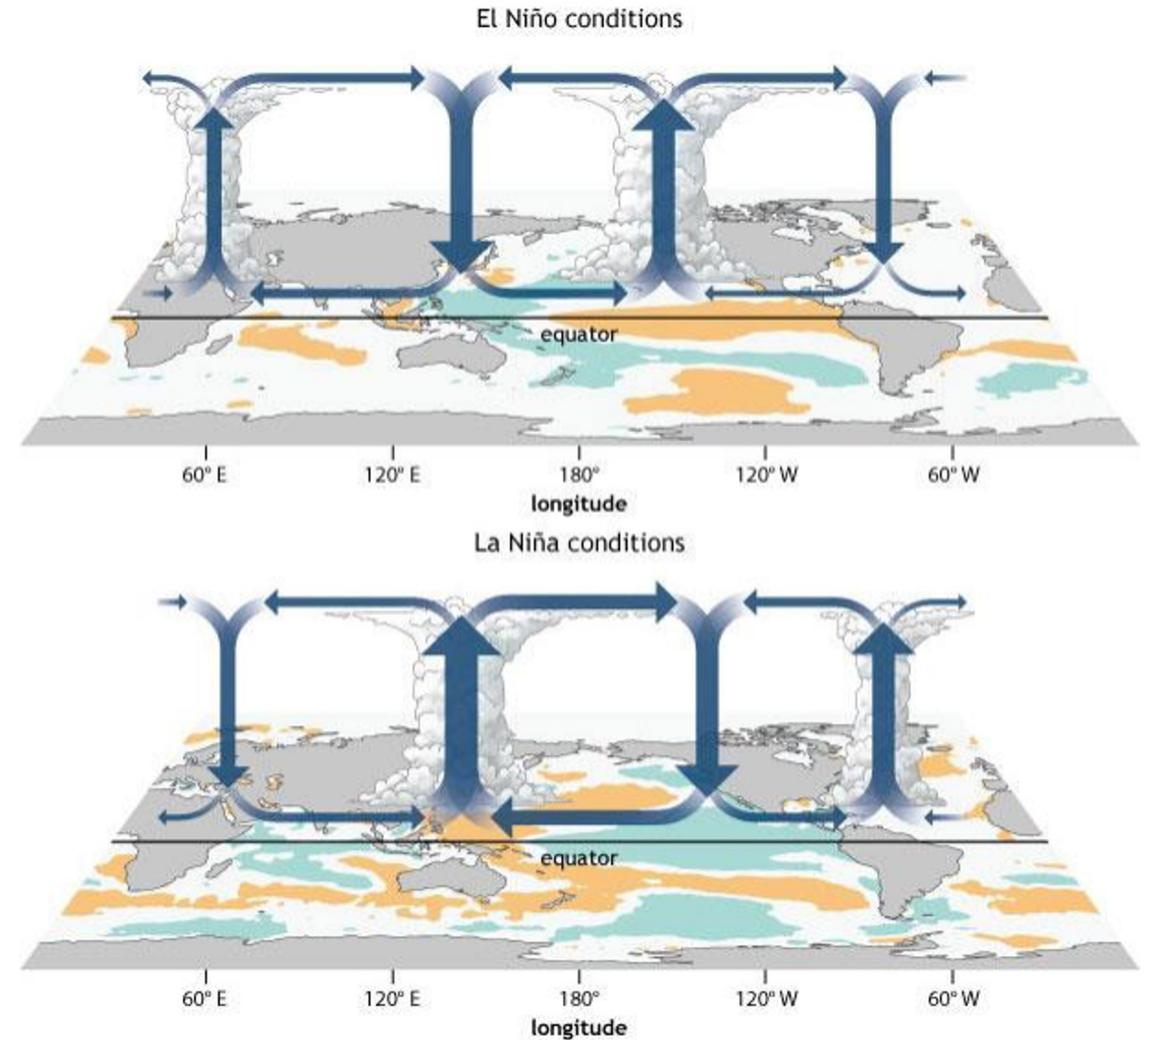 El Niño conditions
equator
60° E 120° E 180° 120° W 60° W
longitude
La Niña conditions
equator
60° E 120° E 180° 120° W 60° W
longitude